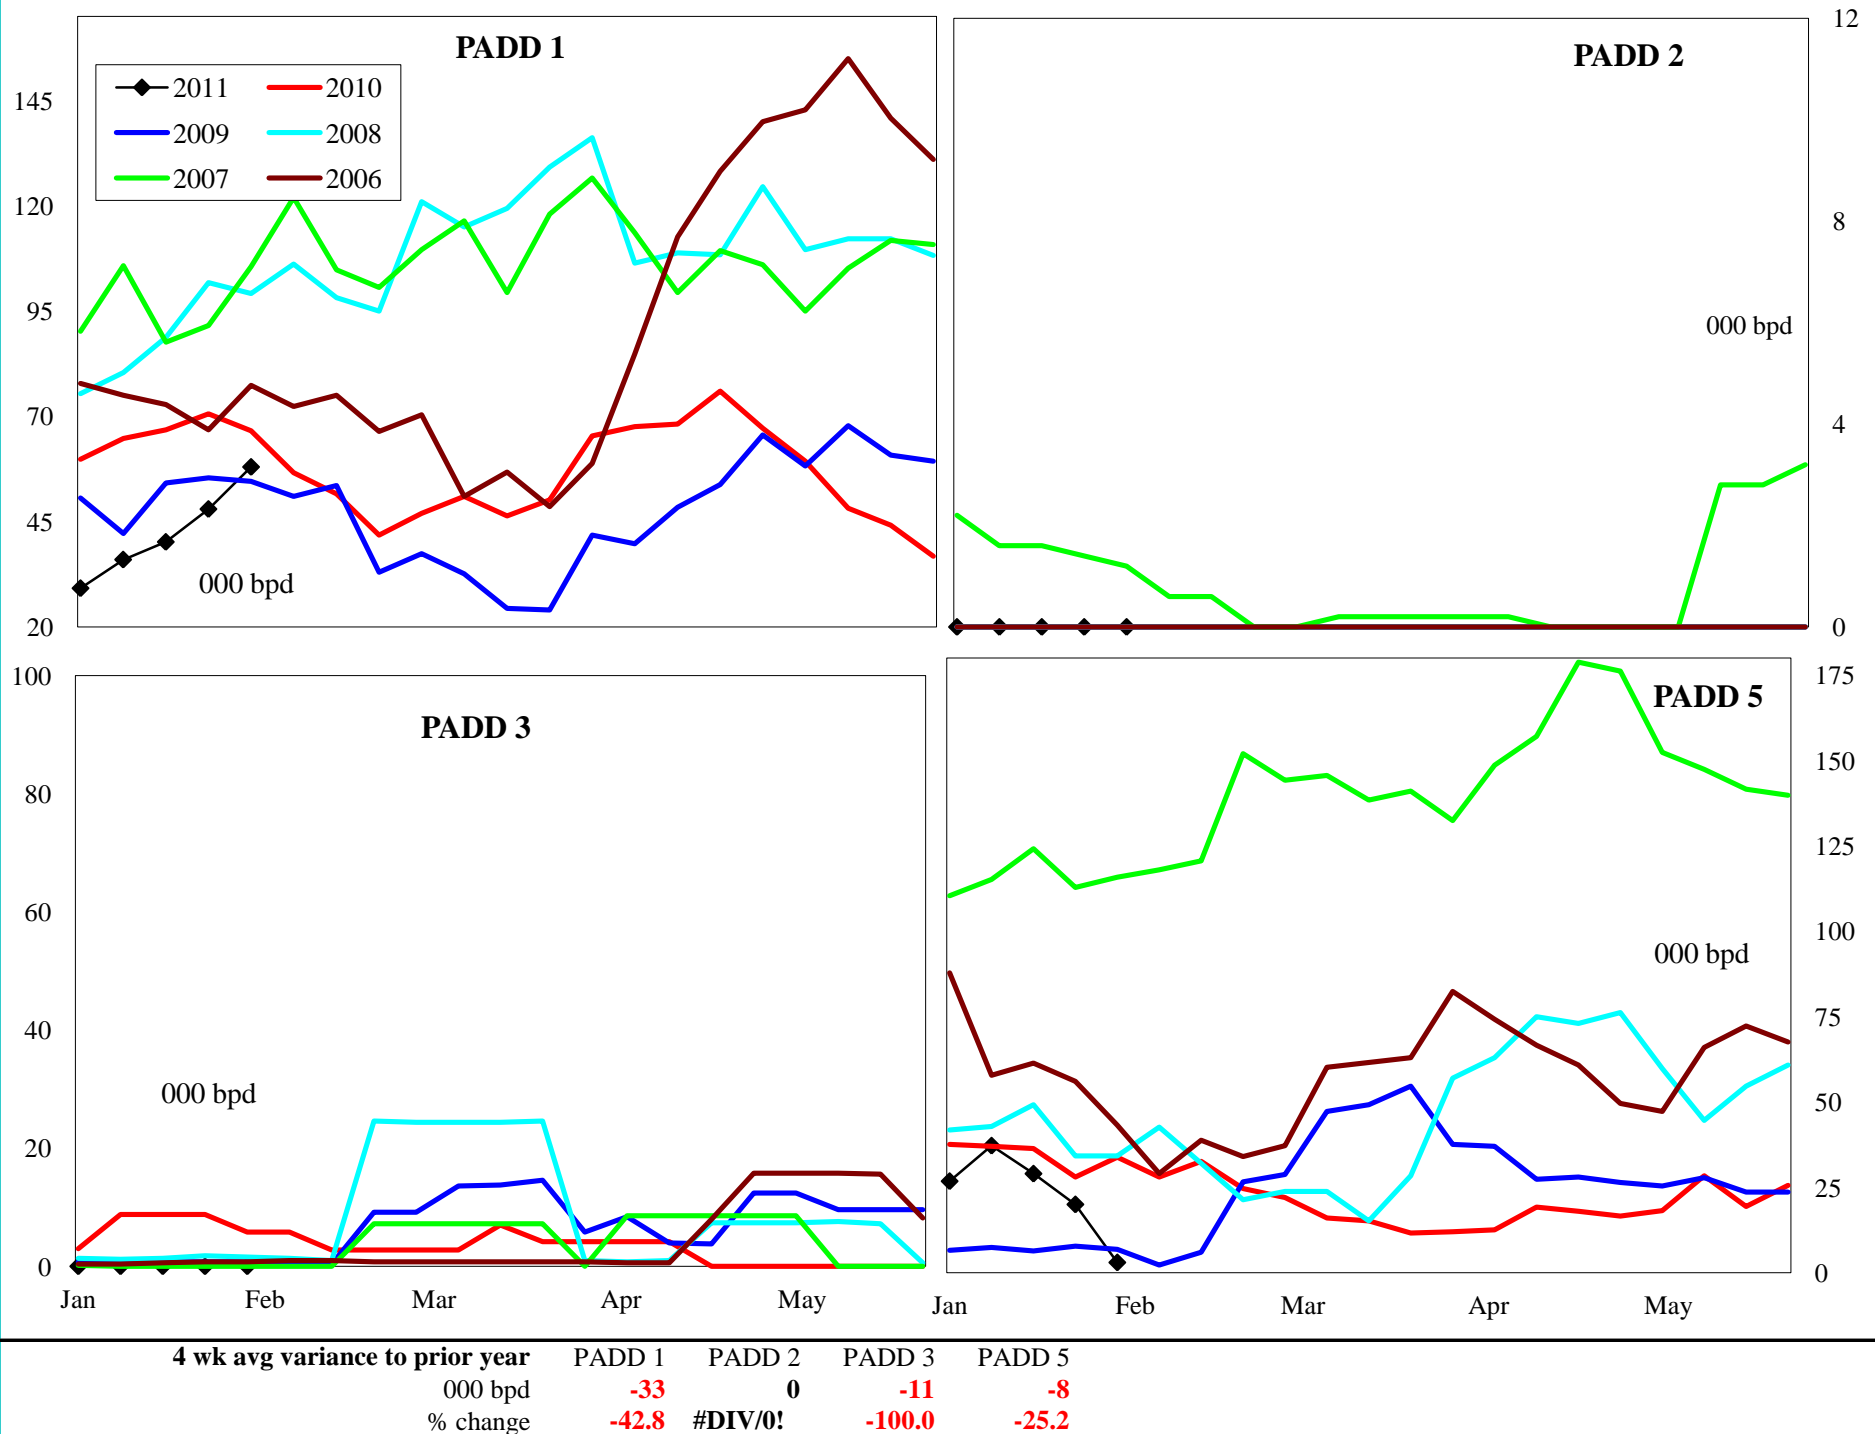 PADD 1
2011 2010
2009 2008
2007 2006
145
120
95
70
45
20
000 bpd
PADD 2
12
8
4
0
000 bpd
PADD 3
100
80
60
40
20
0
000 bpd
Jan Feb Mar Apr May
PADD 5
175
150
125
100
75
50
25
0
000 bpd
Jan Feb Mar Apr May
4 wk avg variance to prior year PADD 1 PADD 2 PADD 3 PADD 5
000 bpd -33 0 -11 -8
% change -42.8 #DIV/0! -100.0 -25.2